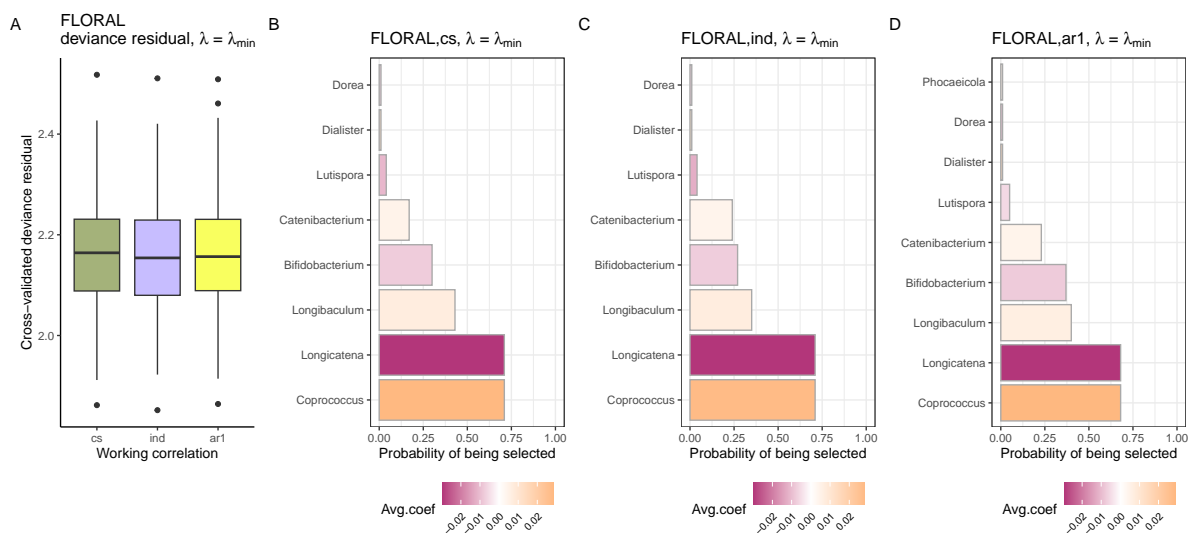 A
FLORAL
deviance residual, λ = λmin
Cross−validated deviance residual
2.4
2.2
2.0
cs ind ar1
Working correlation
B
FLORAL,cs, λ = λmin
Dorea
Dialister
Lutispora
Catenibacterium
Bifidobacterium
Longibaculum
Longicatena
Coprococcus
0.00 0.25 0.50 0.75 1.00
Probability of being selected
Avg.coef
−0.02 −0.01 0.00 0.01 0.02
C
FLORAL,ind, λ = λmin
Dorea
Dialister
Lutispora
Catenibacterium
Bifidobacterium
Longibaculum
Longicatena
Coprococcus
0.00 0.25 0.50 0.75 1.00
Probability of being selected
Avg.coef
−0.02 −0.01 0.00 0.01 0.02
D
FLORAL,ar1, λ = λmin
Phocaeicola
Dorea
Dialister
Lutispora
Catenibacterium
Bifidobacterium
Longibaculum
Longicatena
Coprococcus
0.00 0.25 0.50 0.75 1.00
Probability of being selected
Avg.coef
−0.02 −0.01 0.00 0.01 0.02